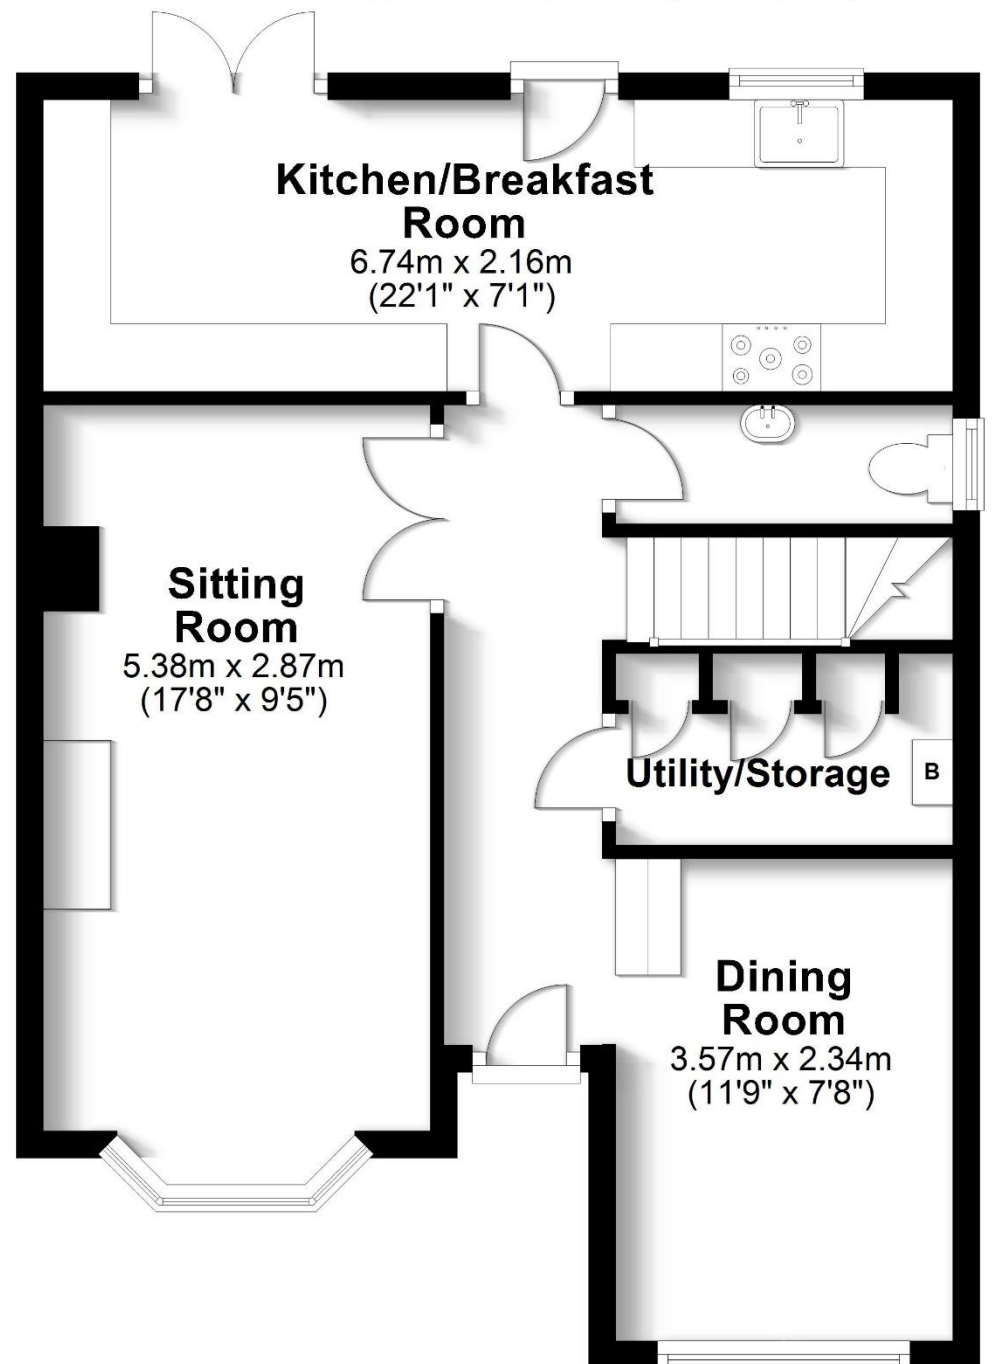 Kitchen/Breakfast
Room
6.74m x 2.16m
(22'1" x 7'1")
Sitting
Room
5.38m x 2.87m
(17'8" x 9'5")
Utility/Storage
B
Dining
Room
3.57m x 2.34m
(11'9" x 7'8")